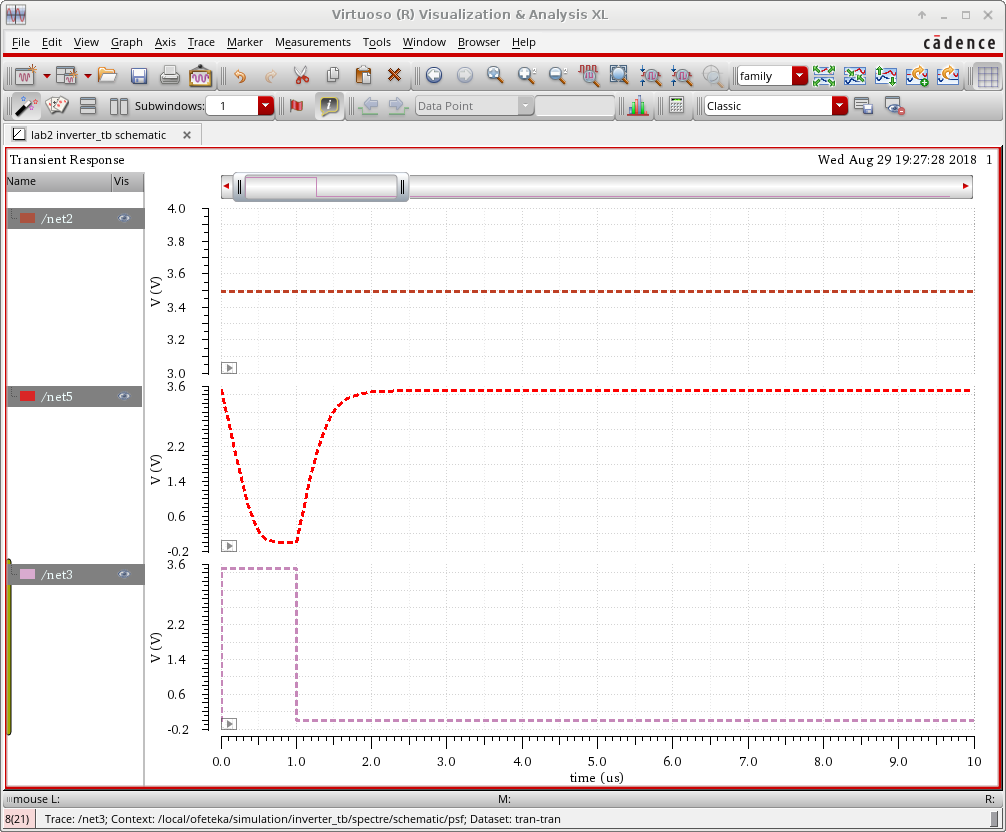 Virtuoso (R) Visualization & Analysis XL
File Edit View Graph Axis Trace Marker Measurements Tools Window Browser Help
cādence
family
Subwindows: 1
Data Point
Classic
lab2 inverter_tb schematic
Transient Response
Wed Aug 29 19:27:28 2018 1
Name Vis
/net2
4.0
3.8
3.6
3.4
3.2
3.0
V (V)
/net5
3.6
2.2
1.4
0.6
-0.2
V (V)
/net3
3.6
2.2
1.4
0.6
-0.2
V (V)
0.0 1.0 2.0 3.0 4.0 5.0 6.0 7.0 8.0 9.0 10
time (us)
mouse L: M: R:
8(21) Trace: /net3; Context: /local/ofeteka/simulation/inverter_tb/spectre/schematic/psf; Dataset: tran-tran